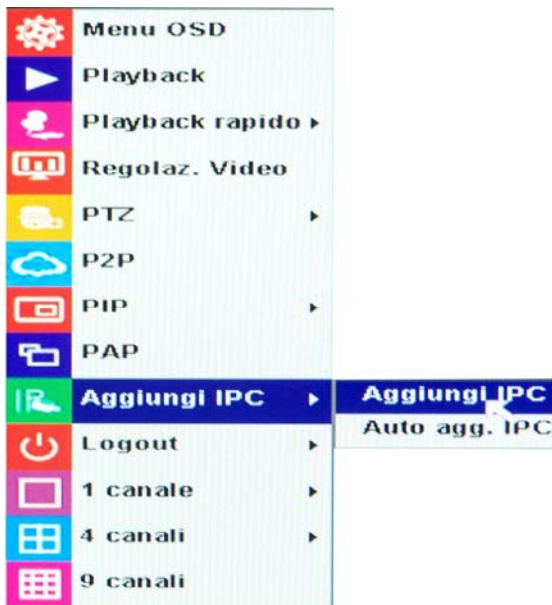 Menu OSD
Playback
Playback rapido
Regolaz. Video
PTZ
P2P
PIP
PAP
Aggiungi IPC
Aggiungi IPC
Auto agg. IPC
Logout
1 canale
4 canali
9 canali